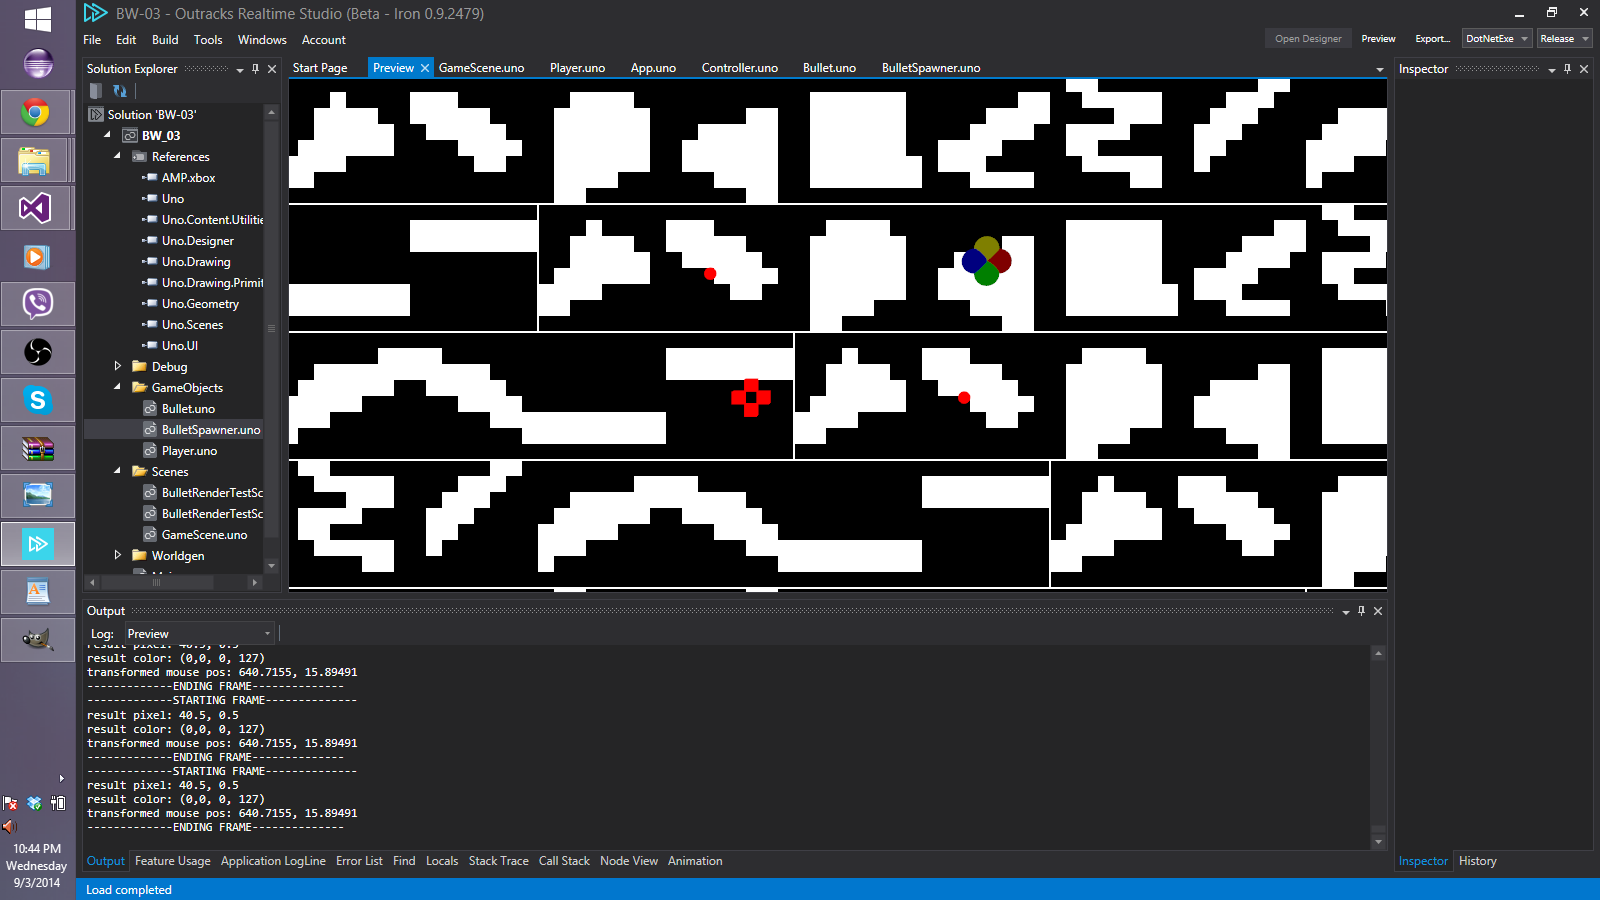 BW-03 - Outracks Realtime Studio (Beta - Iron 0.9.2479)
File Edit Build Tools Windows Account
Open Designer Preview Export... DotNetExe Release
Solution Explorer
Start Page Preview GameScene.uno Player.uno App.uno Controller.uno Bullet.uno BulletSpawner.uno
Inspector
Solution 'BW-03'
BW_03
References
AMP.xbox
Uno
Uno.Content.Utilitie
Uno.Designer
Uno.Drawing
Uno.Drawing.Primit
Uno.Geometry
Uno.Scenes
Uno.UI
Debug
GameObjects
Bullet.uno
BulletSpawner.uno
Player.uno
Scenes
BulletRenderTestSc
BulletRenderTestSc
GameScene.uno
Worldgen
Output
Log: Preview
result pixel: 40.5, 0.5
result color: (0,0, 0, 127)
transformed mouse pos: 640.7155, 15.89491
-------------ENDING FRAME--------------
-------------STARTING FRAME--------------
result pixel: 40.5, 0.5
result color: (0,0, 0, 127)
transformed mouse pos: 640.7155, 15.89491
-------------ENDING FRAME--------------
-------------STARTING FRAME--------------
result pixel: 40.5, 0.5
result color: (0,0, 0, 127)
transformed mouse pos: 640.7155, 15.89491
-------------ENDING FRAME--------------
Output Feature Usage Application LogLine Error List Find Locals Stack Trace Call Stack Node View Animation
Inspector History
Load completed
10:44 PM
Wednesday
9/3/2014